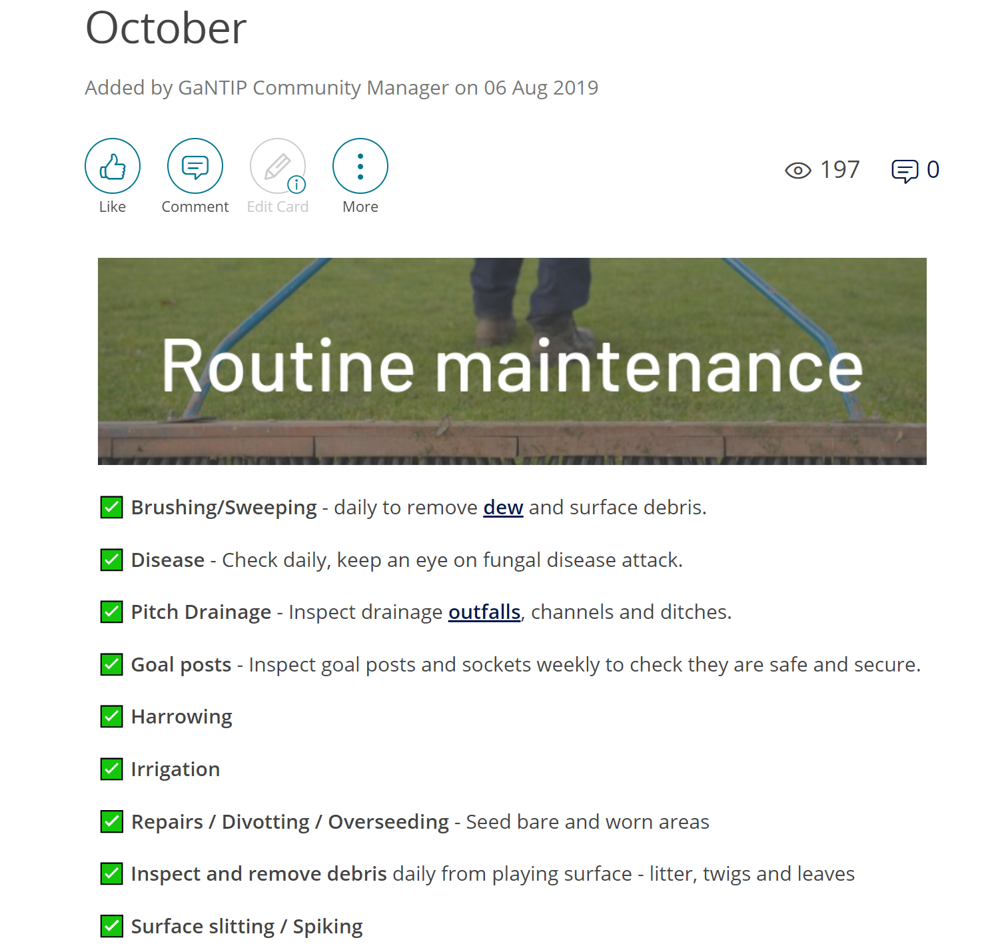 October
Added by GaNTIP Community Manager on 06 Aug 2019
Like
Comment
Edit Card
More
197
0
Routine maintenance
Brushing/Sweeping - daily to remove dew and surface debris.
Disease - Check daily, keep an eye on fungal disease attack.
Pitch Drainage - Inspect drainage outfalls, channels and ditches.
Goal posts - Inspect goal posts and sockets weekly to check they are safe and secure.
Harrowing
Irrigation
Repairs / Divotting / Overseeding - Seed bare and worn areas
Inspect and remove debris daily from playing surface - litter, twigs and leaves
Surface slitting / Spiking